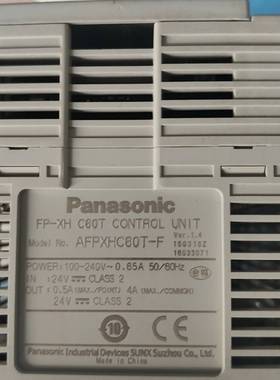 Panasonic
FP-XH C60T CONTROL UNIT
Ver.1.4
Model No. AFPXHC60T-F
POWER:100-240V~0.65A 50/60Hz
IN :24V⎓CLASS 2
OUT :0.5A(MAX./POINT) 4A(MAX./COMMON)
24V⎓CLASS 2
10
Panasonic Industrial Devices SUNX Suzhou Co., Ltd.
Made in China